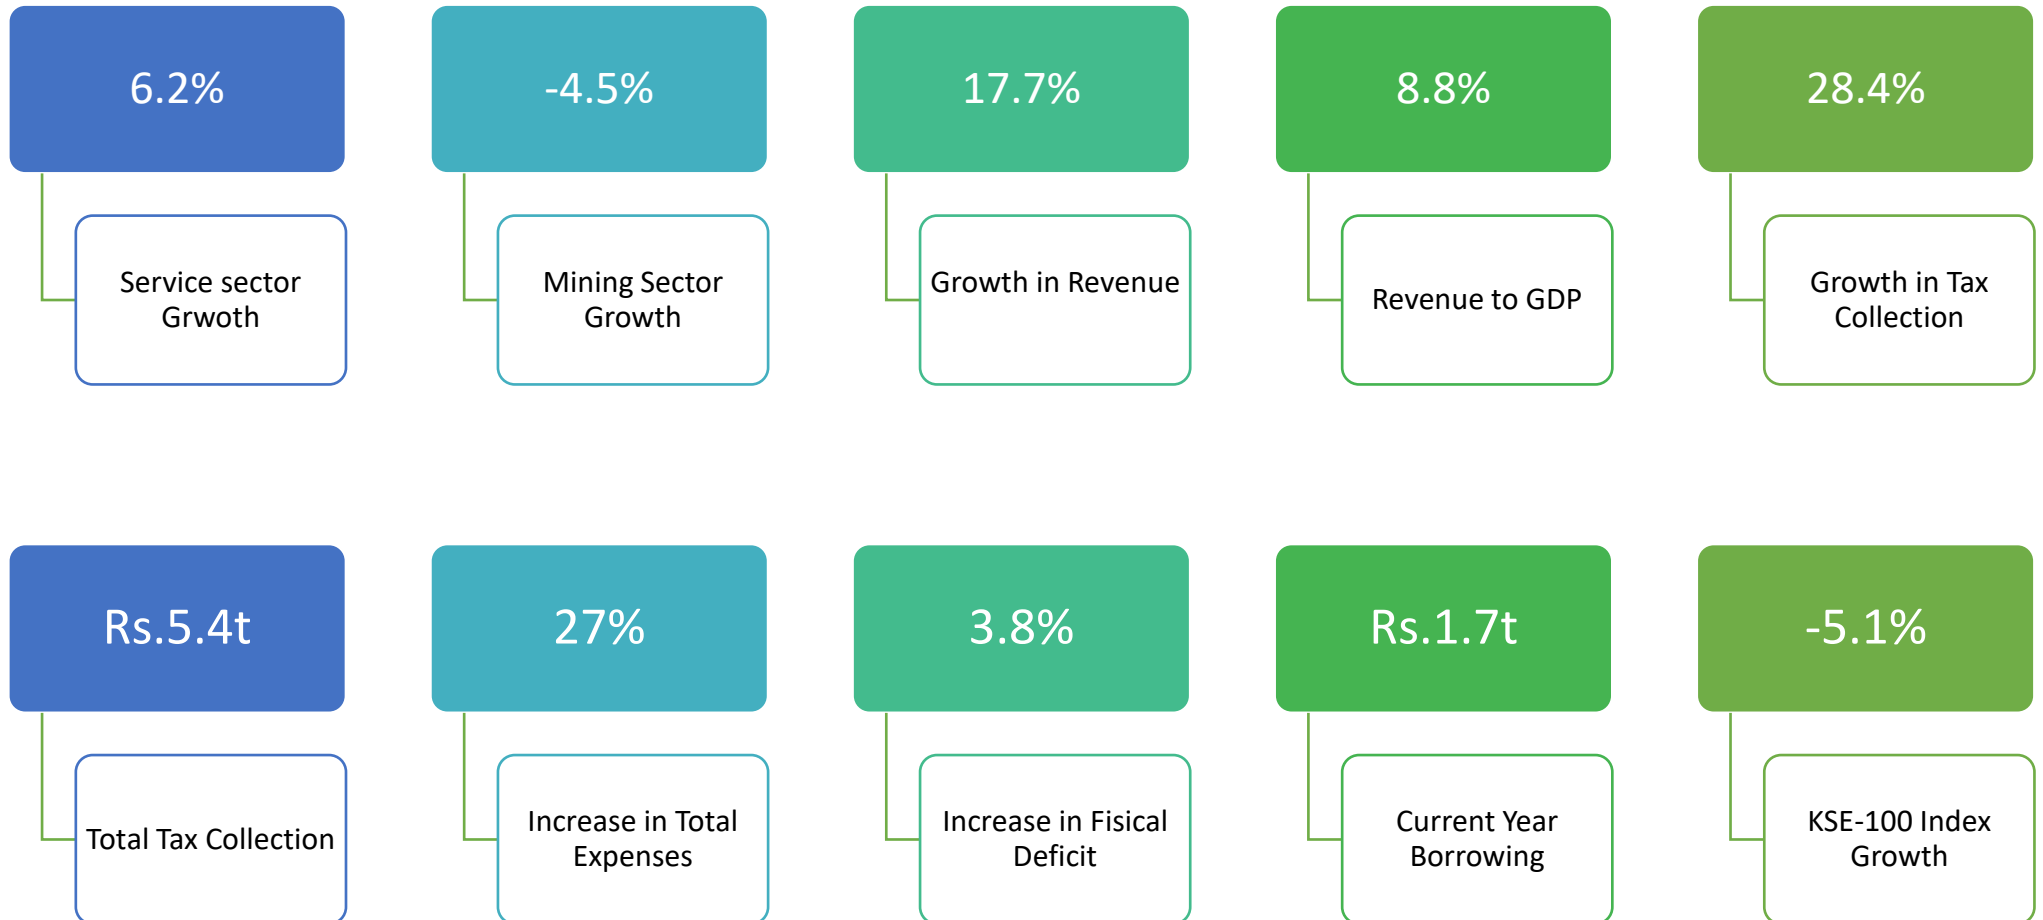 6.2%
-4.5%
17.7%
8.8%
28.4%
Service sector
Grwoth
Mining Sector
Growth
Growth in Revenue
Revenue to GDP
Growth in Tax
Collection
Rs.5.4t
27%
3.8%
Rs.1.7t
-5.1%
Total Tax Collection
Increase in Total
Expenses
Increase in Fisical
Deficit
Current Year
Borrowing
KSE-100 Index
Growth